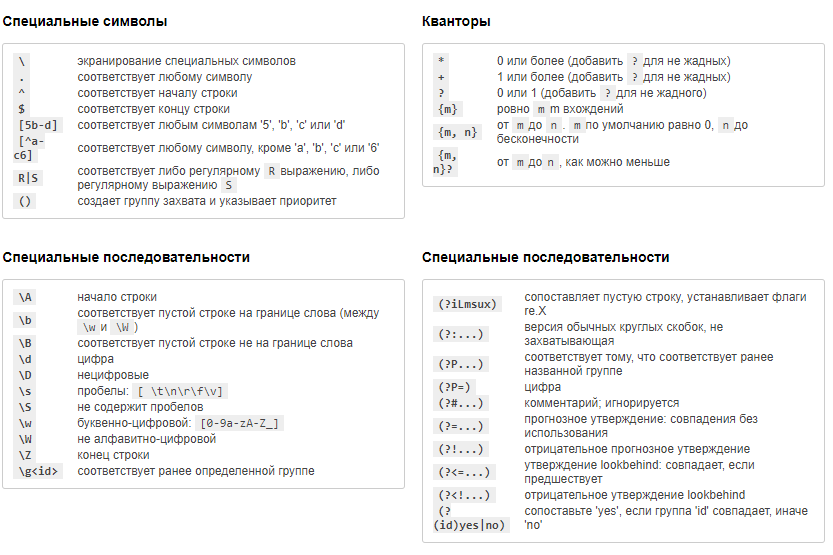 Специальные символы
\ экранирование специальных символов
. соответствует любому символу
^ соответствует началу строки
$ соответствует концу строки
[5b-d] соответствует любым символам '5', 'b', 'c' или 'd'
[^a-
c6] соответствует любому символу, кроме 'a', 'b', 'c' или '6'
R|S соответствует либо регулярному R выражению, либо
регулярному выражению S
() создает группу захвата и указывает приоритет
Кванторы
* 0 или более (добавить ? для не жадных)
+ 1 или более (добавить ? для не жадных)
? 0 или 1 (добавить ? для не жадного)
{m} ровно m m вхождений
{m, n} от m до n . m по умолчанию равно 0, n до
бесконечности
{m,
n}? от m до n , как можно меньше
Специальные последовательности
\A начало строки
\b соответствует пустой строке на границе слова (между
\w и \W )
\B соответствует пустой строке не на границе слова
\d цифра
\D нецифровые
\s пробелы: [ \t\n\r\f\v]
\S не содержит пробелов
\w буквенно-цифровой: [0-9a-zA-Z_]
\W не алфавитно-цифровой
\Z конец строки
\g<id> соответствует ранее определенной группе
Специальные последовательности
(?iLmsux) сопоставляет пустую строку, устанавливает флаги
re.X
(?:...) версия обычных круглых скобок, не
захватывающая
(?P...) соответствует тому, что соответствует ранее
названной группе
(?P=) цифра
(?#...) комментарий; игнорируется
(?=...) прогнозное утверждение: совпадения без
использования
(?!...) отрицательное прогнозное утверждение
(?<=...) утверждение lookbehind: совпадает, если
предшествует
(?<!...) отрицательное утверждение lookbehind
(?
(id)yes|no) сопоставьте 'yes', если группа 'id' совпадает, иначе
'no'